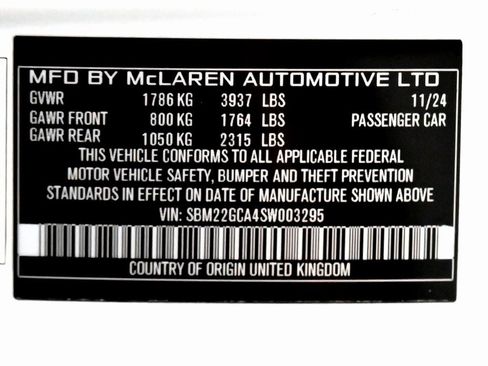 MFD BY McLAREN AUTOMOTIVE LTD
GVWR 1786 KG 3937 LBS 11/24
GAWR FRONT 800 KG 1764 LBS PASSENGER CAR
GAWR REAR 1050 KG 2315 LBS
THIS VEHICLE CONFORMS TO ALL APPLICABLE FEDERAL
MOTOR VEHICLE SAFETY, BUMPER AND THEFT PREVENTION
STANDARDS IN EFFECT ON DATE OF MANUFACTURE SHOWN ABOVE
VIN: SBM22GCA4SW003295
COUNTRY OF ORIGIN UNITED KINGDOM